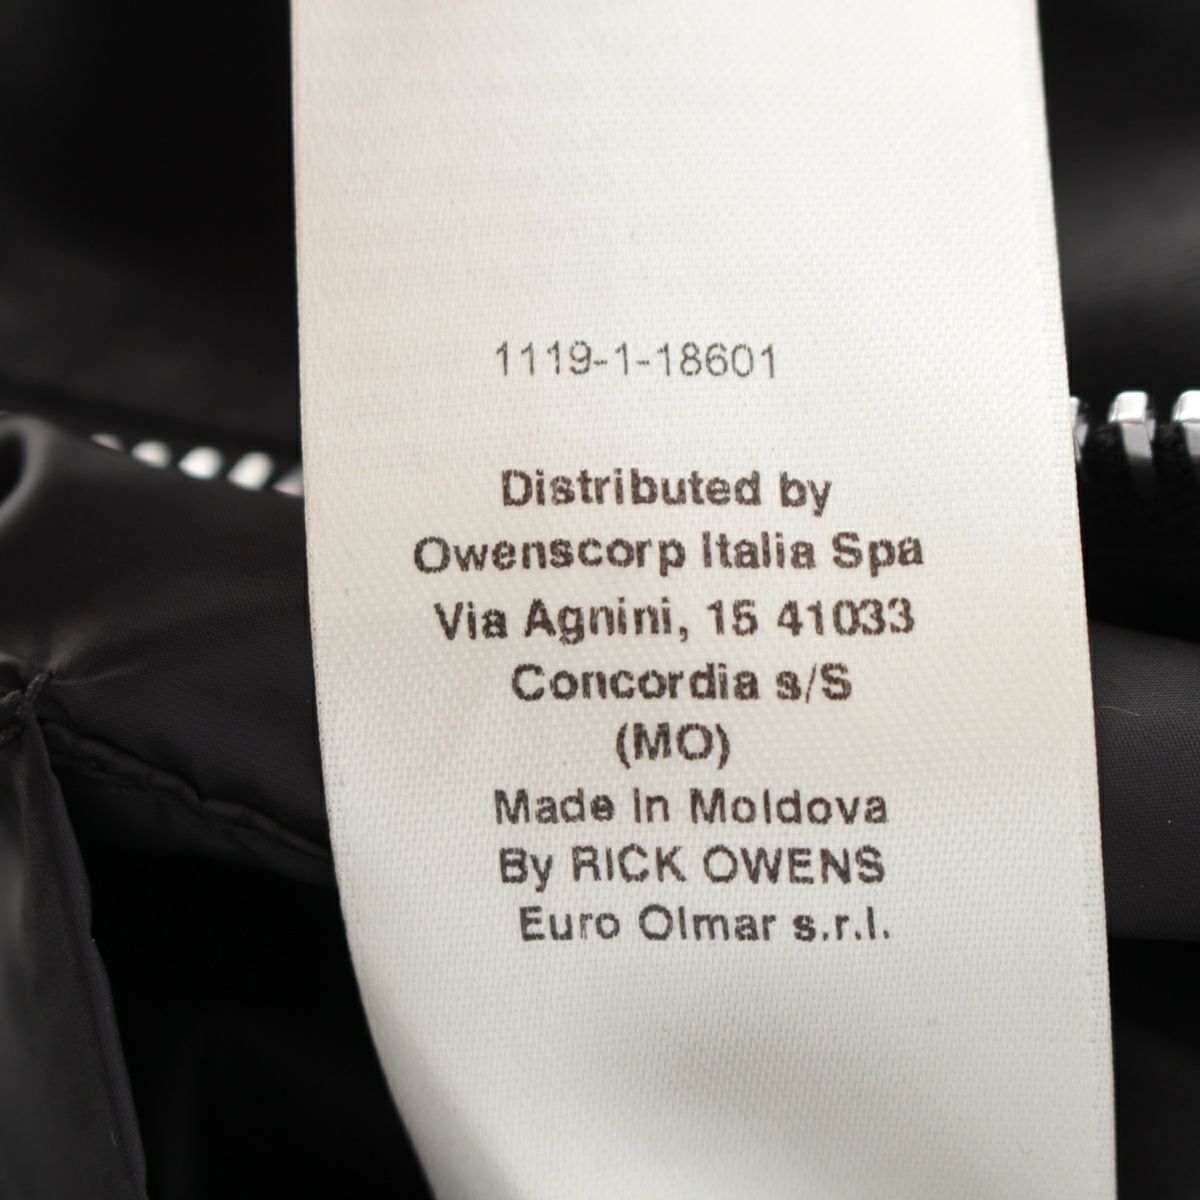 1119-1-18601
Distributed by
Owenscorp Italia Spa
Via Agnini, 15 41033
Concordia s/S
(MO)
Made in Moldova
By RICK OWENS
Euro Olmar s.r.l.